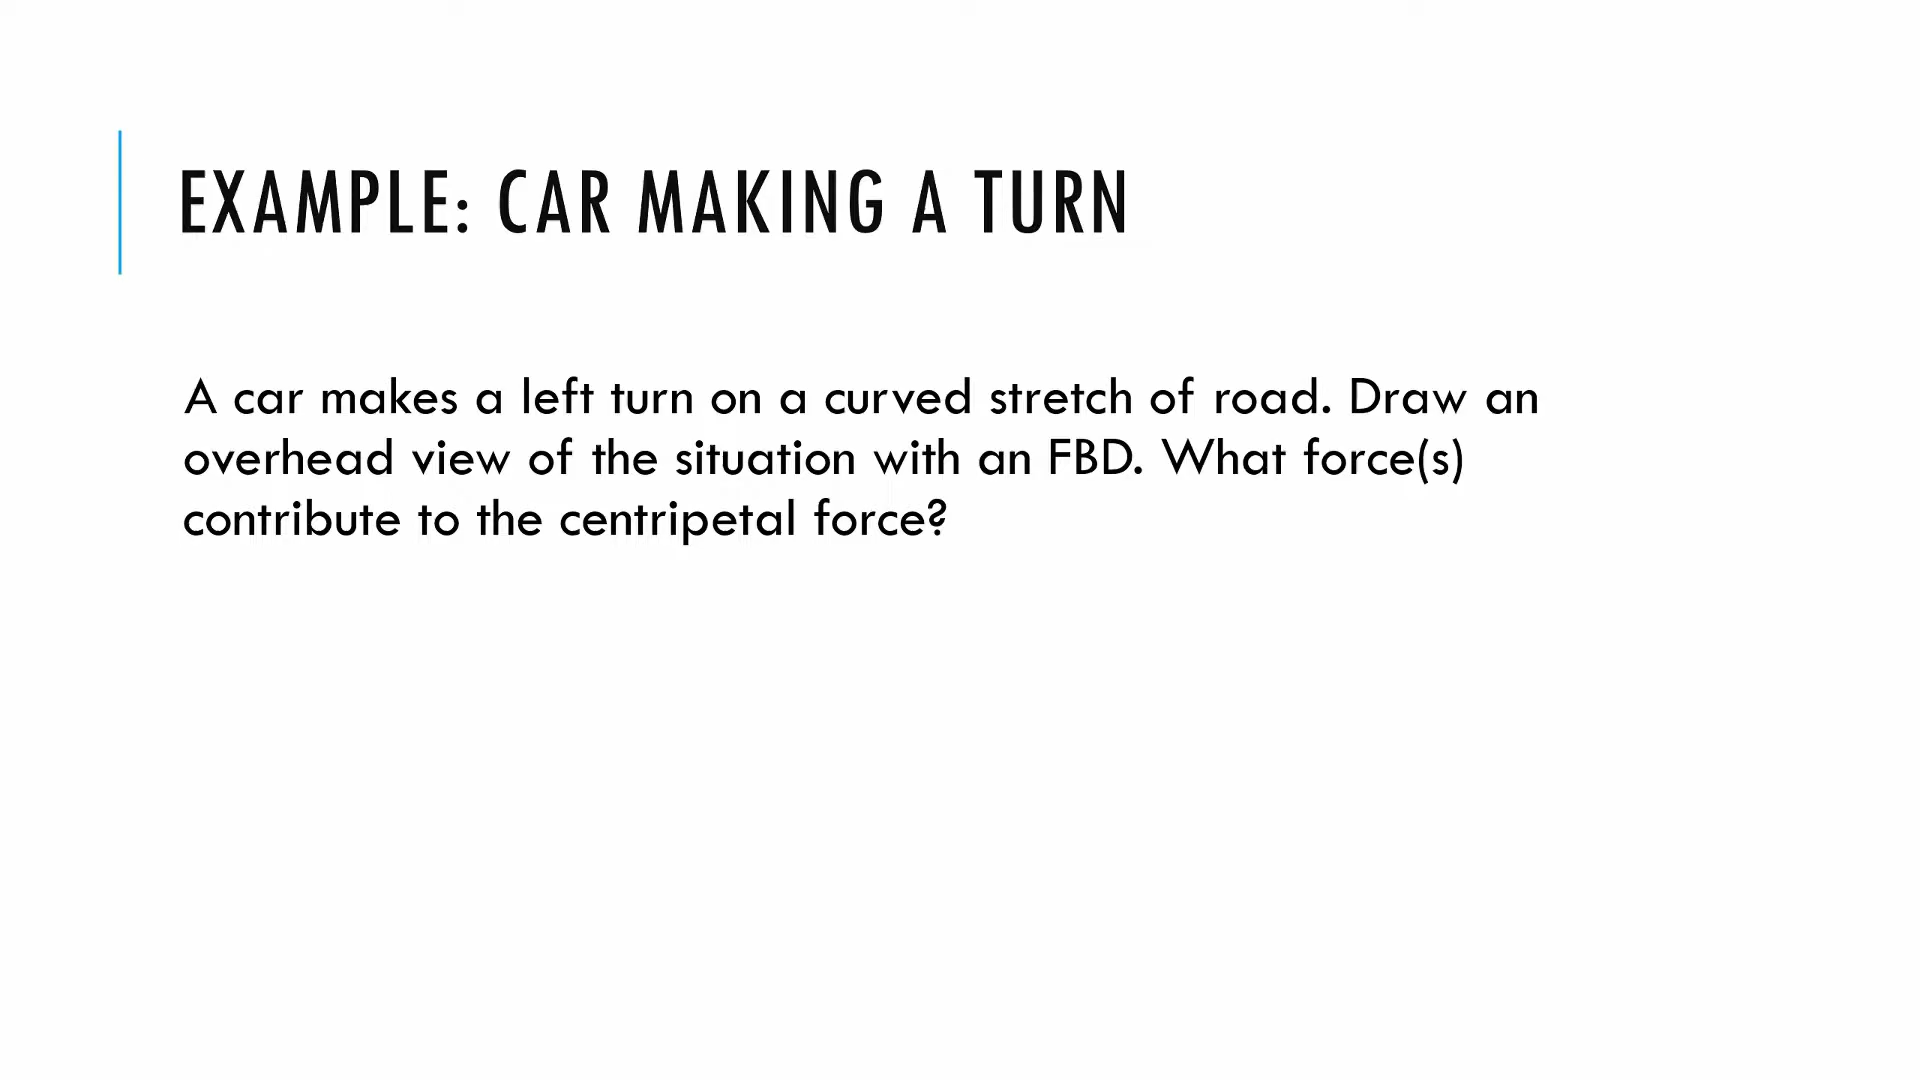 EXAMPLE: CAR MAKING A TURN
A car makes a left turn on a curved stretch of road. Draw an
overhead view of the situation with an FBD. What force(s)
contribute to the centripetal force?